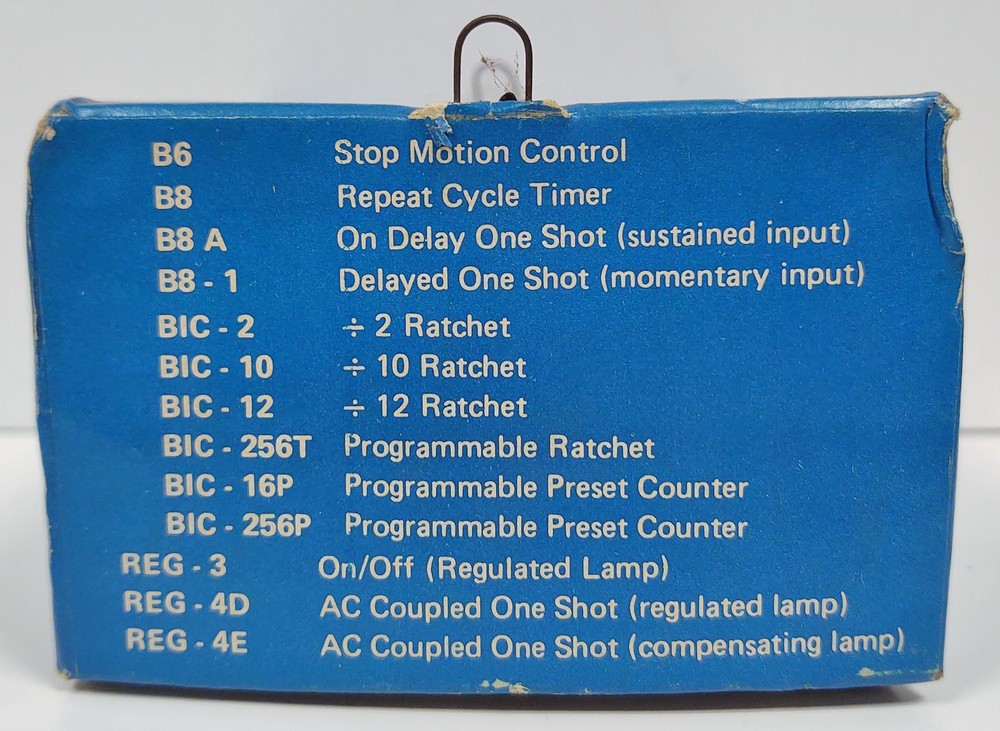 B6 Stop Motion Control
B8 Repeat Cycle Timer
B8 A On Delay One Shot (sustained input)
B8 - 1 Delayed One Shot (momentary input)
BIC - 2 ÷ 2 Ratchet
BIC - 10 ÷ 10 Ratchet
BIC - 12 ÷ 12 Ratchet
BIC - 256T Programmable Ratchet
BIC - 16P Programmable Preset Counter
BIC - 256P Programmable Preset Counter
REG - 3 On/Off (Regulated Lamp)
REG - 4D AC Coupled One Shot (regulated lamp)
REG - 4E AC Coupled One Shot (compensating lamp)